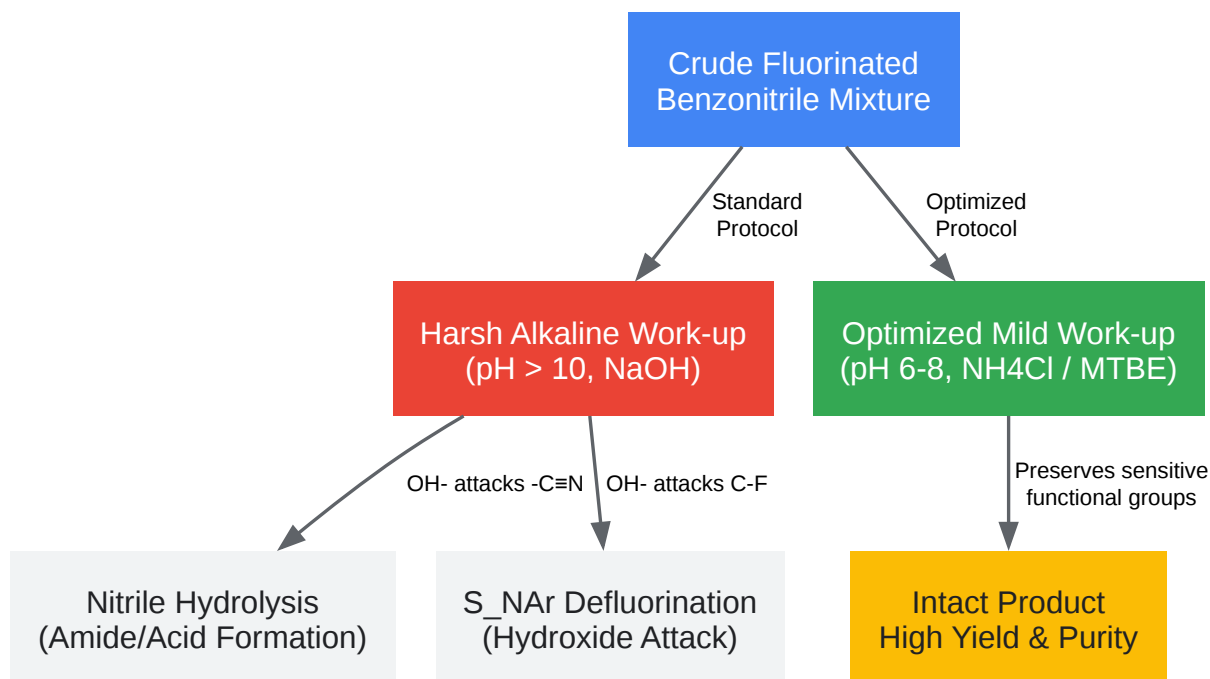 Crude Fluorinated
Benzonitrile Mixture
Standard
Protocol
Optimized
Protocol
Harsh Alkaline Work-up
(pH > 10, NaOH)
Optimized Mild Work-up
(pH 6-8, NH4Cl / MTBE)
OH- attacks -C≡N
OH- attacks C-F
Preserves sensitive
functional groups
Nitrile Hydrolysis
(Amide/Acid Formation)
S_NAr Defluorination
(Hydroxide Attack)
Intact Product
High Yield & Purity